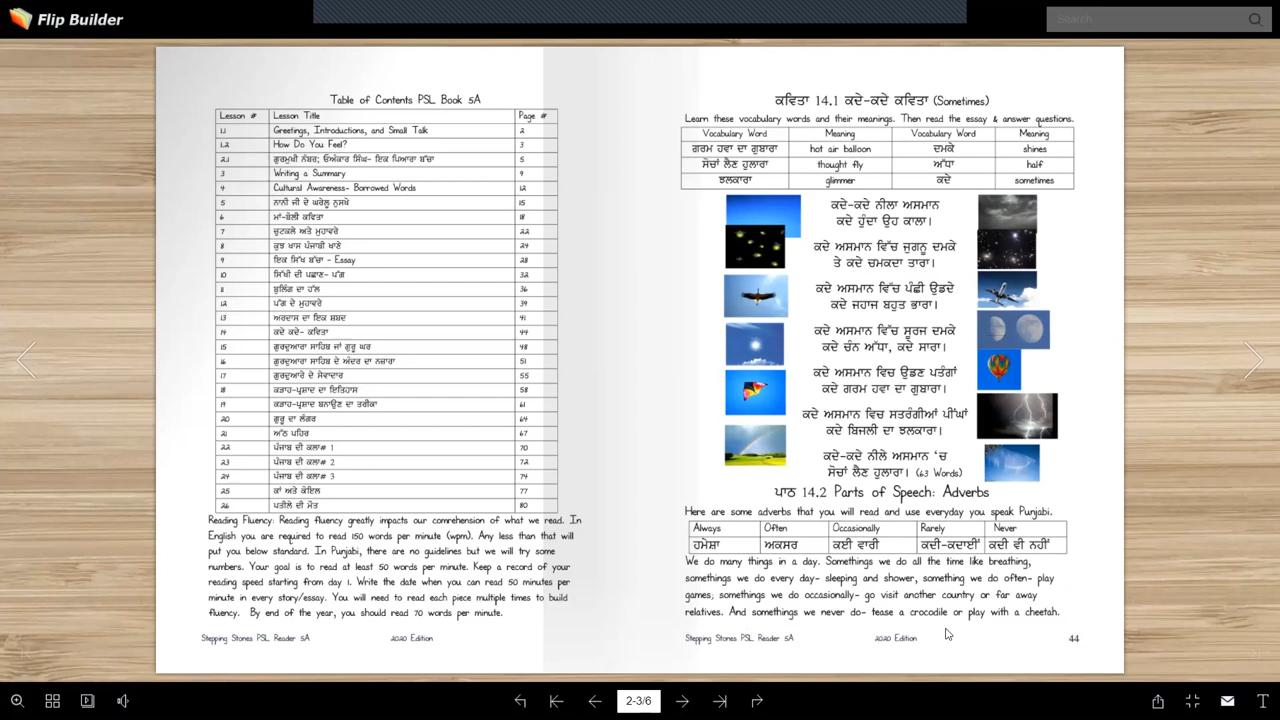 Flip Builder
Search
Table of Contents PSL Book 5A
Lesson # Lesson Title Page #
1.1 Greetings, Introductions, and Small Talk 2
1.2 How Do You Feel? 3
2.1 ਗੁਰਮੁਖੀ ਨੰਬਰ; ਓਅੰਕਾਰ ਸਿੰਘ- ਇਕ ਪਿਆਰਾ ਬੱਚਾ 5
3 Writing a Summary 9
4 Cultural Awareness- Borrowed Words 12
5 ਨਾਨੀ ਜੀ ਦੇ ਘਰੇਲੂ ਨੁਸਖੇ 15
6 ਮਾਂ-ਬੋਲੀ ਕਵਿਤਾ 18
7 ਚੁਟਕਲੇ ਅਤੇ ਮੁਹਾਵਰੇ 22
8 ਕੁਝ ਖਾਸ ਪੰਜਾਬੀ ਖਾਣੇ 24
9 ਇਕ ਸਿੱਖ ਬੱਚਾ - Essay 28
10 ਸਿੱਖੀ ਦੀ ਪਛਾਣ- ਪੱਗ 32
11 ਬੁਲਿੰਗ ਦਾ ਹੱਲ 36
12 ਪੱਗ ਦੇ ਮੁਹਾਵਰੇ 39
13 ਅਰਦਾਸ ਦਾ ਇਕ ਸ਼ਬਦ 41
14 ਕਦੇ ਕਦੇ- ਕਵਿਤਾ 44
15 ਗੁਰਦੁਆਰਾ ਸਾਹਿਬ ਜਾਂ ਗੁਰੂ ਘਰ 48
16 ਗੁਰਦੁਆਰਾ ਸਾਹਿਬ ਦੇ ਅੰਦਰ ਦਾ ਨਜ਼ਾਰਾ 51
17 ਗੁਰਦੁਆਰੇ ਦੇ ਸੇਵਾਦਾਰ 55
18 ਕੜਾਹ-ਪ੍ਰਸ਼ਾਦ ਦਾ ਇਤਿਹਾਸ 58
19 ਕੜਾਹ-ਪ੍ਰਸ਼ਾਦ ਬਨਾਉਣ ਦਾ ਤਰੀਕਾ 61
20 ਗੁਰੂ ਦਾ ਲੰਗਰ 64
21 ਅੱਠ ਪਹਿਰ 67
22 ਪੰਜਾਬ ਦੀ ਕਲਾ# 1 70
23 ਪੰਜਾਬ ਦੀ ਕਲਾ# 2 72
24 ਪੰਜਾਬ ਦੀ ਕਲਾ# 3 74
25 ਕਾਂ ਅਤੇ ਕੋਇਲ 77
26 ਪਤੀਲੇ ਦੀ ਮੌਤ 80
Reading Fluency: Reading fluency greatly impacts our comrehension of what we read. In
English you are required to read 150 words per minute (wpm). Any less than that will
put you below standard. In Punjabi, there are no guidelines but we will try some
numbers. Your goal is to read at least 50 words per minute. Keep a record of your
reading speed starting from day 1. Write the date when you can read 50 minutes per
minute in every story/essay. You will need to read each piece multiple times to build
fluency. By end of the year, you should read 70 words per minute.
Stepping Stones PSL Reader 5A 2020 Edition
ਕਵਿਤਾ 14.1 ਕਦੇ-ਕਦੇ ਕਵਿਤਾ (Sometimes)
Learn these vocabulary words and their meanings. Then read the essay & answer questions.
Vocabulary Word Meaning Vocabulary Word Meaning
ਗਰਮ ਹਵਾ ਦਾ ਗੁਬਾਰਾ hot air balloon ਦਮਕੇ shines
ਸੋਚਾਂ ਲੈਣ ਹੁਲਾਰਾ thought fly ਅੱਧਾ half
ਝਲਕਾਰਾ glimmer ਕਦੇ sometimes
ਕਦੇ-ਕਦੇ ਨੀਲਾ ਅਸਮਾਨ
ਕਦੇ ਹੁੰਦਾ ਉਹ ਕਾਲਾ।
ਕਦੇ ਅਸਮਾਨ ਵਿੱਚ ਜੁਗਨੂ ਦਮਕੇ
ਤੇ ਕਦੇ ਚਮਕਦਾ ਤਾਰਾ।
ਕਦੇ ਅਸਮਾਨ ਵਿੱਚ ਪੰਛੀ ਉਡਦੇ
ਕਦੇ ਜਹਾਜ ਬਹੁਤ ਭਾਰਾ।
ਕਦੇ ਅਸਮਾਨ ਵਿੱਚ ਸੂਰਜ ਦਮਕੇ
ਕਦੇ ਚੰਨ ਅੱਧਾ, ਕਦੇ ਸਾਰਾ।
ਕਦੇ ਅਸਮਾਨ ਵਿਚ ਉਡਣ ਪਤੰਗਾਂ
ਕਦੇ ਗਰਮ ਹਵਾ ਦਾ ਗੁਬਾਰਾ।
ਕਦੇ ਅਸਮਾਨ ਵਿਚ ਸਤਰੰਗੀਆਂ ਪੀਂਘਾਂ
ਕਦੇ ਬਿਜਲੀ ਦਾ ਝਲਕਾਰਾ।
ਕਦੇ-ਕਦੇ ਨੀਲੇ ਅਸਮਾਨ ‘ਚ
ਸੋਚਾਂ ਲੈਣ ਹੁਲਾਰਾ। (63 Words)
ਪਾਠ 14.2 Parts of Speech: Adverbs
Here are some adverbs that you will read and use everyday you speak Punjabi.
Always Often Occasionally Rarely Never
ਹਮੇਸ਼ਾ ਅਕਸਰ ਕਈ ਵਾਰੀ ਕਦੀ-ਕਦਾਈਂ ਕਦੀ ਵੀ ਨਹੀਂ
We do many things in a day. Somethings we do all the time like breathing,
somethings we do every day- sleeping and shower, something we do often- play
games; somethings we do occasionally- go visit another country or far away
relatives. And somethings we never do- tease a crocodile or play with a cheetah.
Stepping Stones PSL Reader 5A 2020 Edition 44
2-3/6